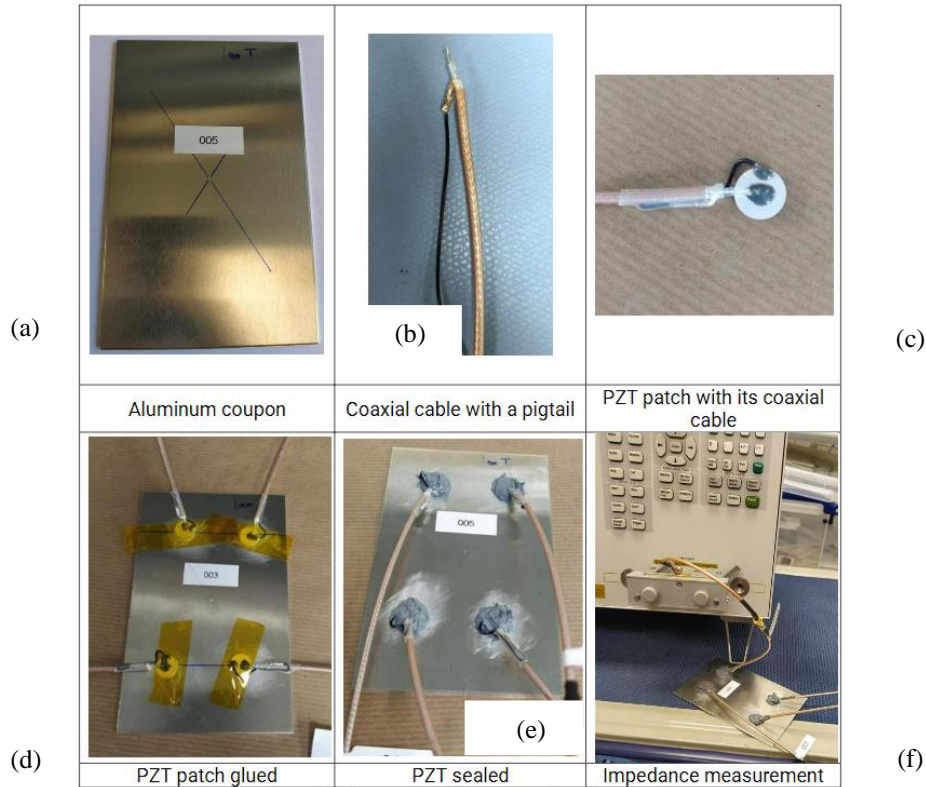 005
(a)
(b)
(c)
Aluminum coupon
Coaxial cable with a pigtail
PZT patch with its coaxial
cable
003
005
(d)
(e)
(f)
PZT patch glued
PZT sealed
Impedance measurement